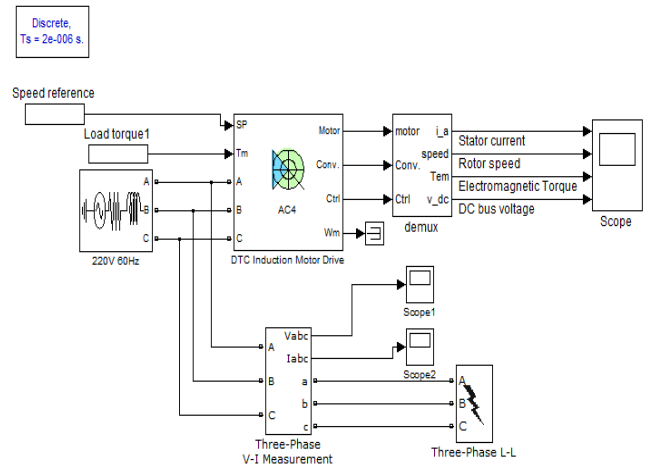 Discrete,
Ts = 2e-006 s.
Speed reference
Load torque1
SP
Tm
A
B
C
Motor
Conv.
Ctrl
Wm
AC4
DTC Induction Motor Drive
motor
Conv.
Ctrl
i_a
speed
Tem
v_dc
demux
Stator current
Rotor speed
Electromagnetic Torque
DC bus voltage
Scope
A
B
C
220V 60Hz
Scope1
Scope2
Vabc
Iabc
A
B
C
a
b
c
Three-Phase
V-I Measurement
A
B
C
Three-Phase L-L